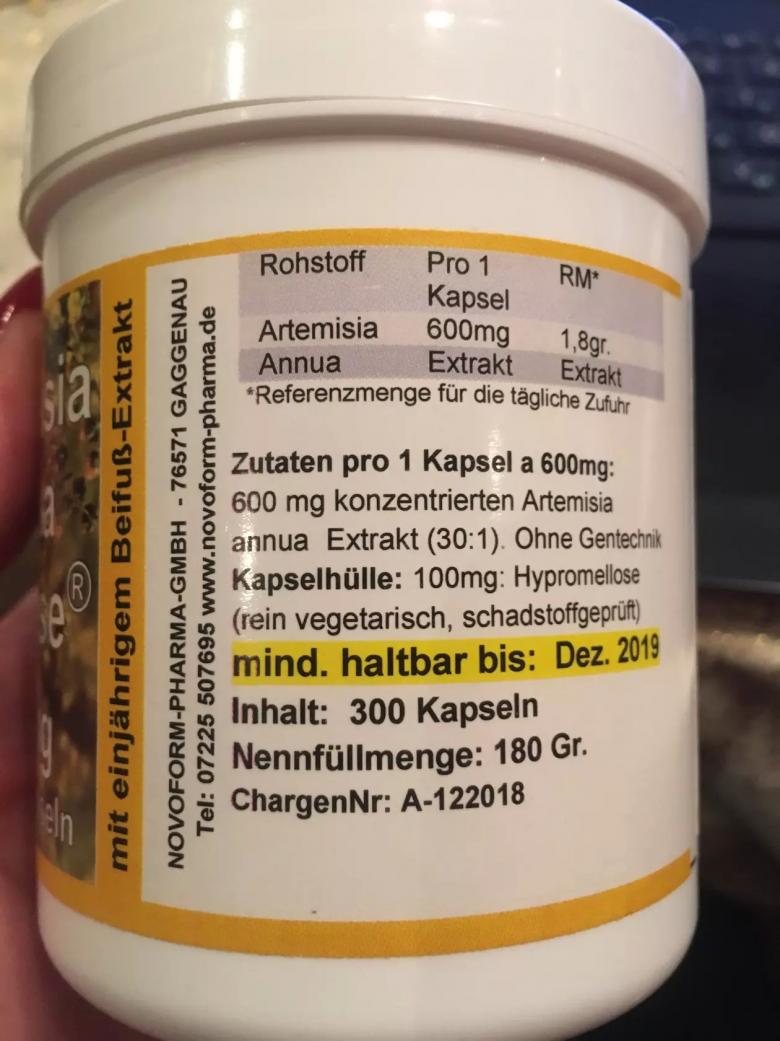 Rohstoff Pro 1 Kapsel RM*
Artemisia Annua 600mg Extrakt 1,8gr. Extrakt
*Referenzmenge für die tägliche Zufuhr
Zutaten pro 1 Kapsel a 600mg:
600 mg konzentrierten Artemisia
annua Extrakt (30:1). Ohne Gentechnik
Kapselhülle: 100mg: Hypromellose
(rein vegetarisch, schadstoffgeprüft)
mind. haltbar bis: Dez. 2019
Inhalt: 300 Kapseln
Nennfüllmenge: 180 Gr.
ChargenNr: A-122018
mit einjährigem Beifuß-Extrakt
NOVOFORM-PHARMA-GMBH - 76571 GAGGENAU
Tel: 07225 507695 www.novoform-pharma.de